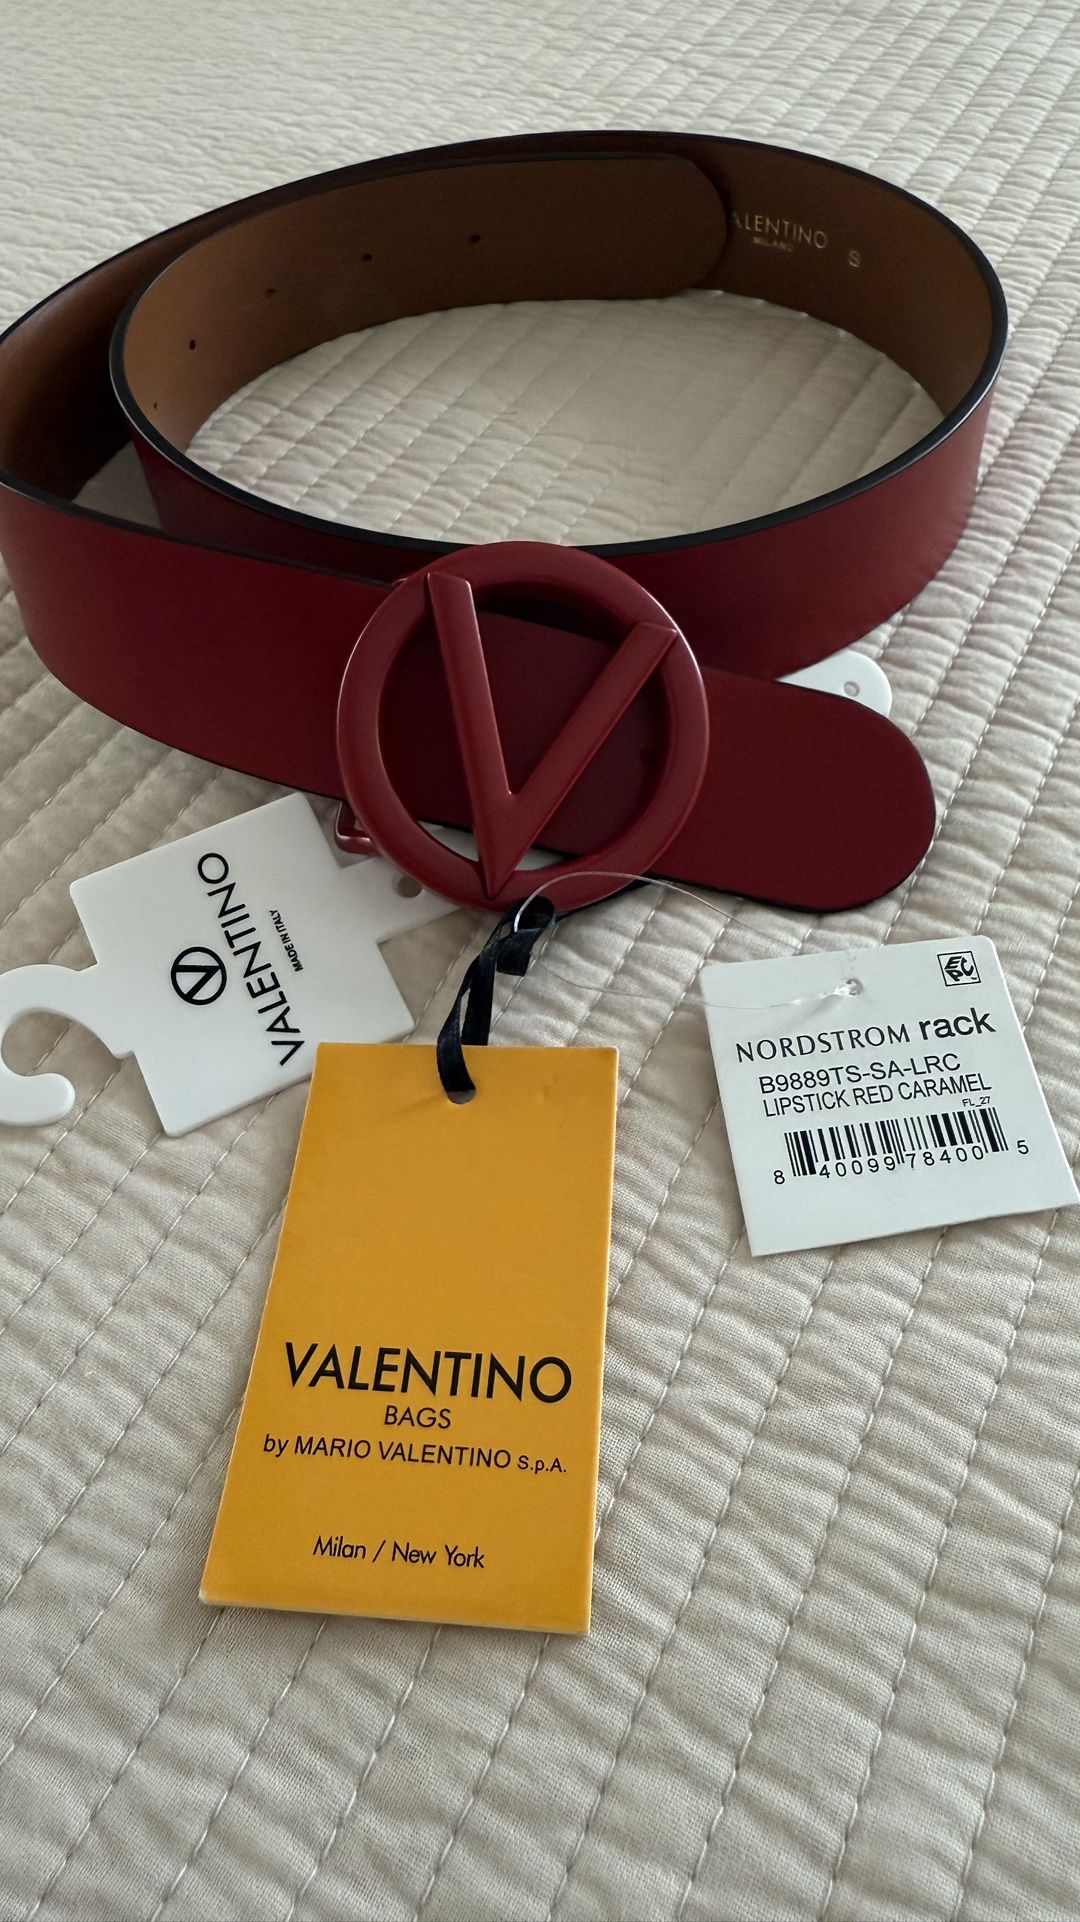 MILANO
S
VALENTINO
MADE IN ITALY
NORDSTROM rack
B9889TS-SA-LRC
LIPSTICK RED CARAMEL
FL_27
8 40099 78400 5
VALENTINO
BAGS
by MARIO VALENTINO S.p.A.
Milan / New York